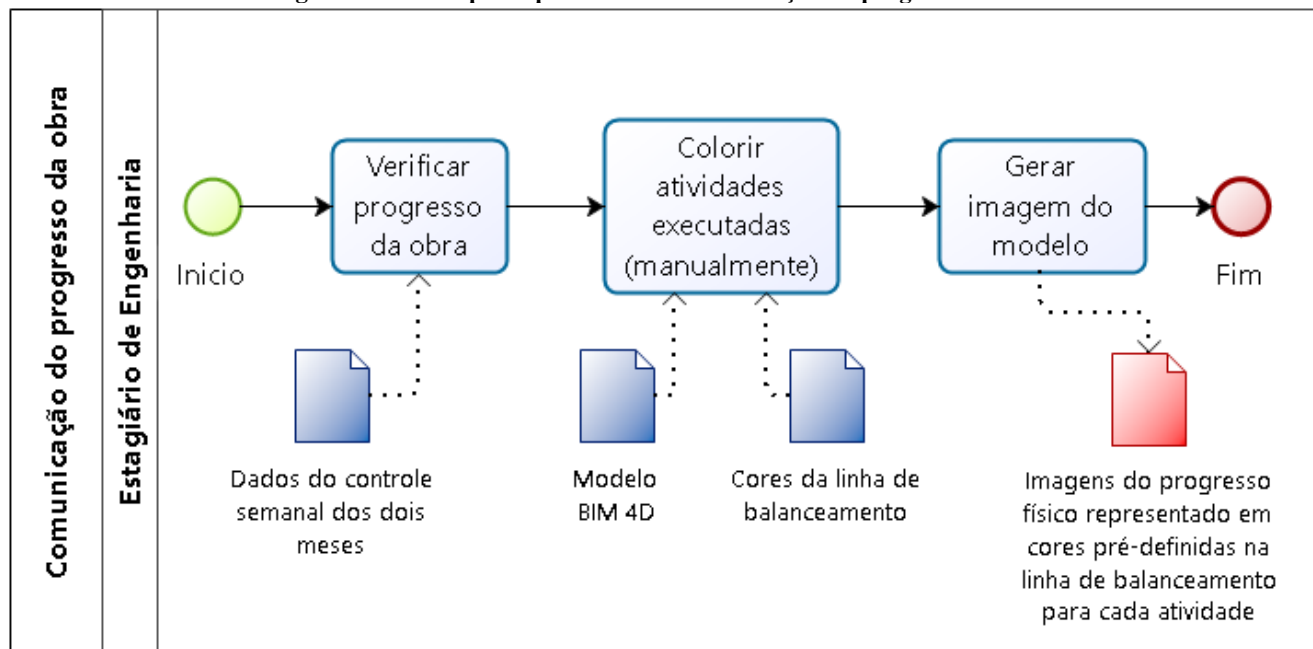 Comunicação do progresso da obra
Estagiário de Engenharia
Inicio
Verificar
progresso
da obra
Colorir
atividades
executadas
(manualmente)
Gerar
imagem do
modelo
Fim
Dados do controle
semanal dos dois
meses
Modelo
BIM 4D
Cores da linha de
balanceamento
Imagens do progresso
físico representado em
cores pré-definidas na
linha de balanceamento
para cada atividade